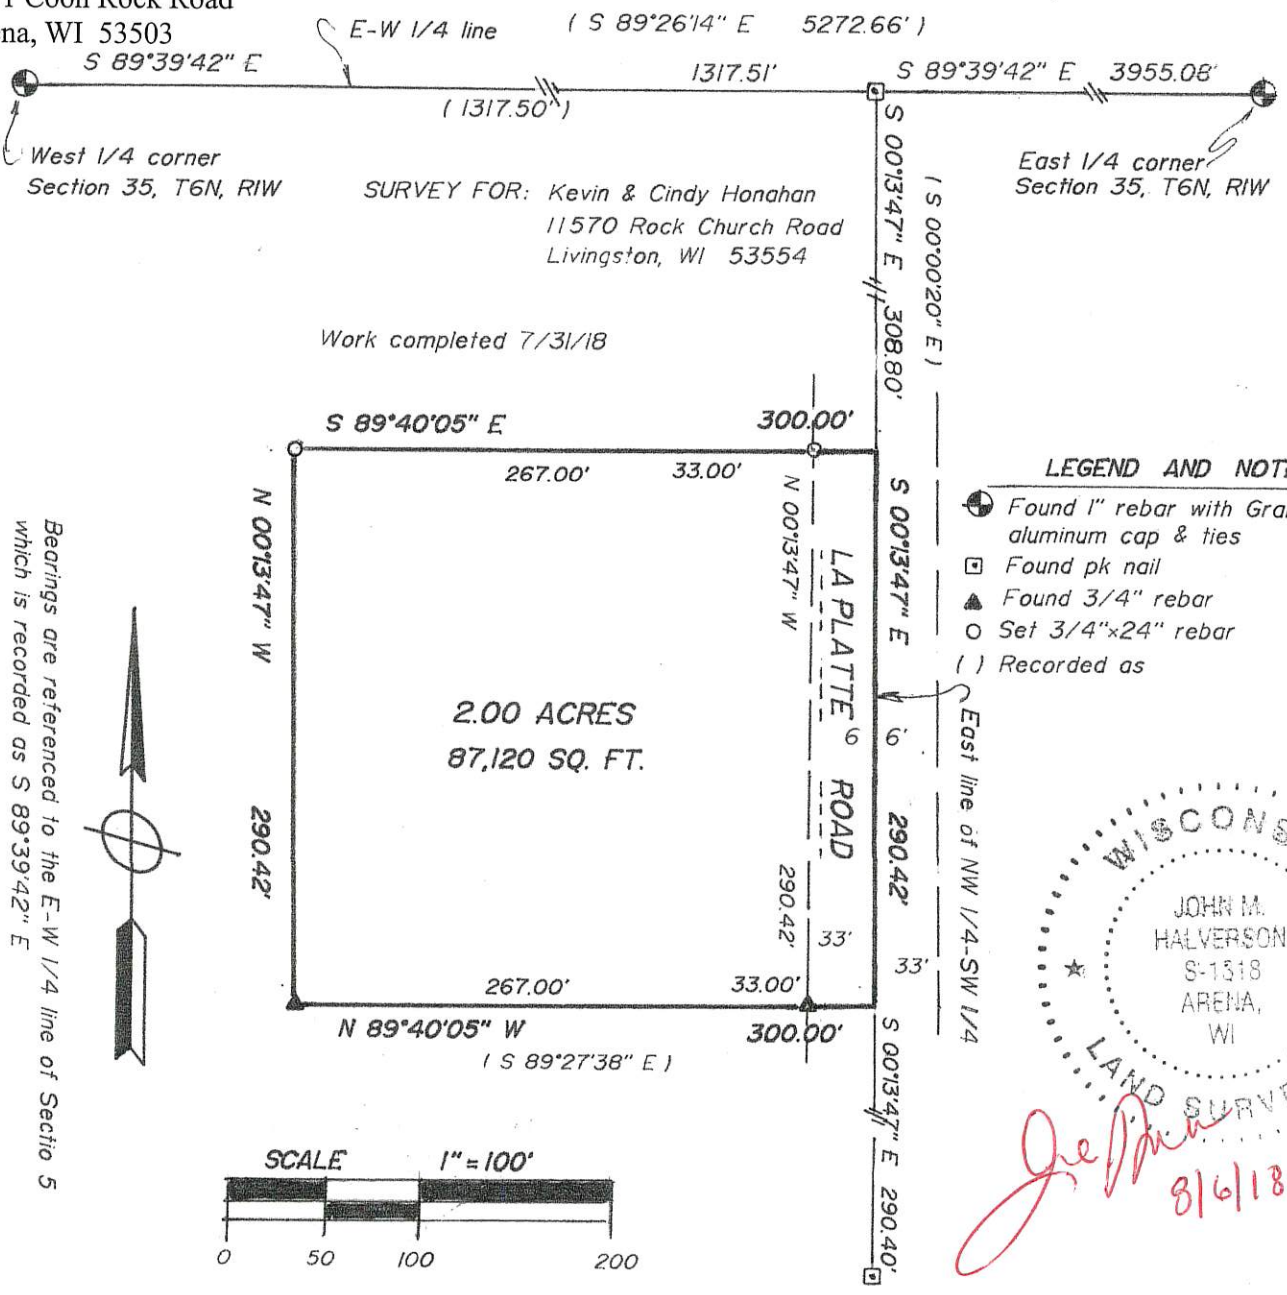 Coon Rock Road
na, WI 53503
E-W 1/4 line
( S 89°26'14" E 5272.66' )
S 89°39'42" E
1317.51'
S 89°39'42" E 3955.08'
( 1317.50' )
West 1/4 corner
Section 35, T6N, R1W
East 1/4 corner
Section 35, T6N, R1W
SURVEY FOR: Kevin & Cindy Honahan
11570 Rock Church Road
Livingston, WI 53554
S 00°13'47" E 308.80'
( S 00°00'20" E )
Work completed 7/31/18
S 89°40'05" E 300.00'
267.00' 33.00'
LEGEND AND NOT
Found 1" rebar with Gra
aluminum cap & ties
Found pk nail
Found 3/4" rebar
Set 3/4"x24" rebar
( ) Recorded as
N 00°13'47" W 290.42'
N 00°13'47" W 290.42'
LA PLATTE ROAD
S 00°13'47" E 290.42'
2.00 ACRES
87,120 SQ. FT.
6 6'
East line of NW 1/4-SW 1/4
33' 33'
267.00' 33.00'
N 89°40'05" W 300.00'
( S 89°27'38" E )
S 00°13'47" E 290.40'
Bearings are referenced to the E-W 1/4 line of Sectio 5
which is recorded as S 89°39'42" E
WISCONS
JOHN M.
HALVERSON
S-1318
ARENA,
WI
LAND SURVE
8/6/18
SCALE 1" = 100'
0 50 100 200